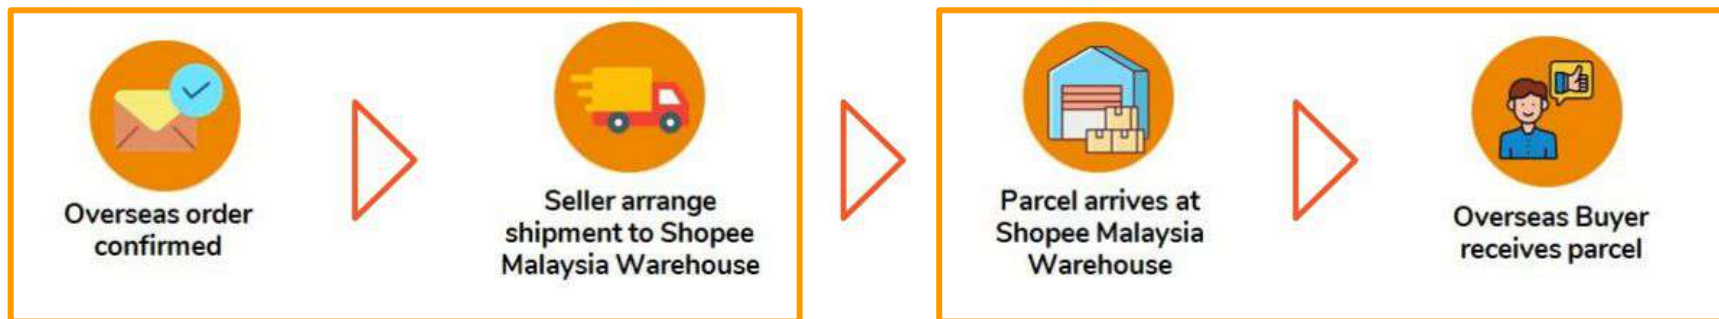 Overseas order
confirmed
Seller arrange
shipment to Shopee
Malaysia Warehouse
Parcel arrives at
Shopee Malaysia
Warehouse
Overseas Buyer
receives parcel